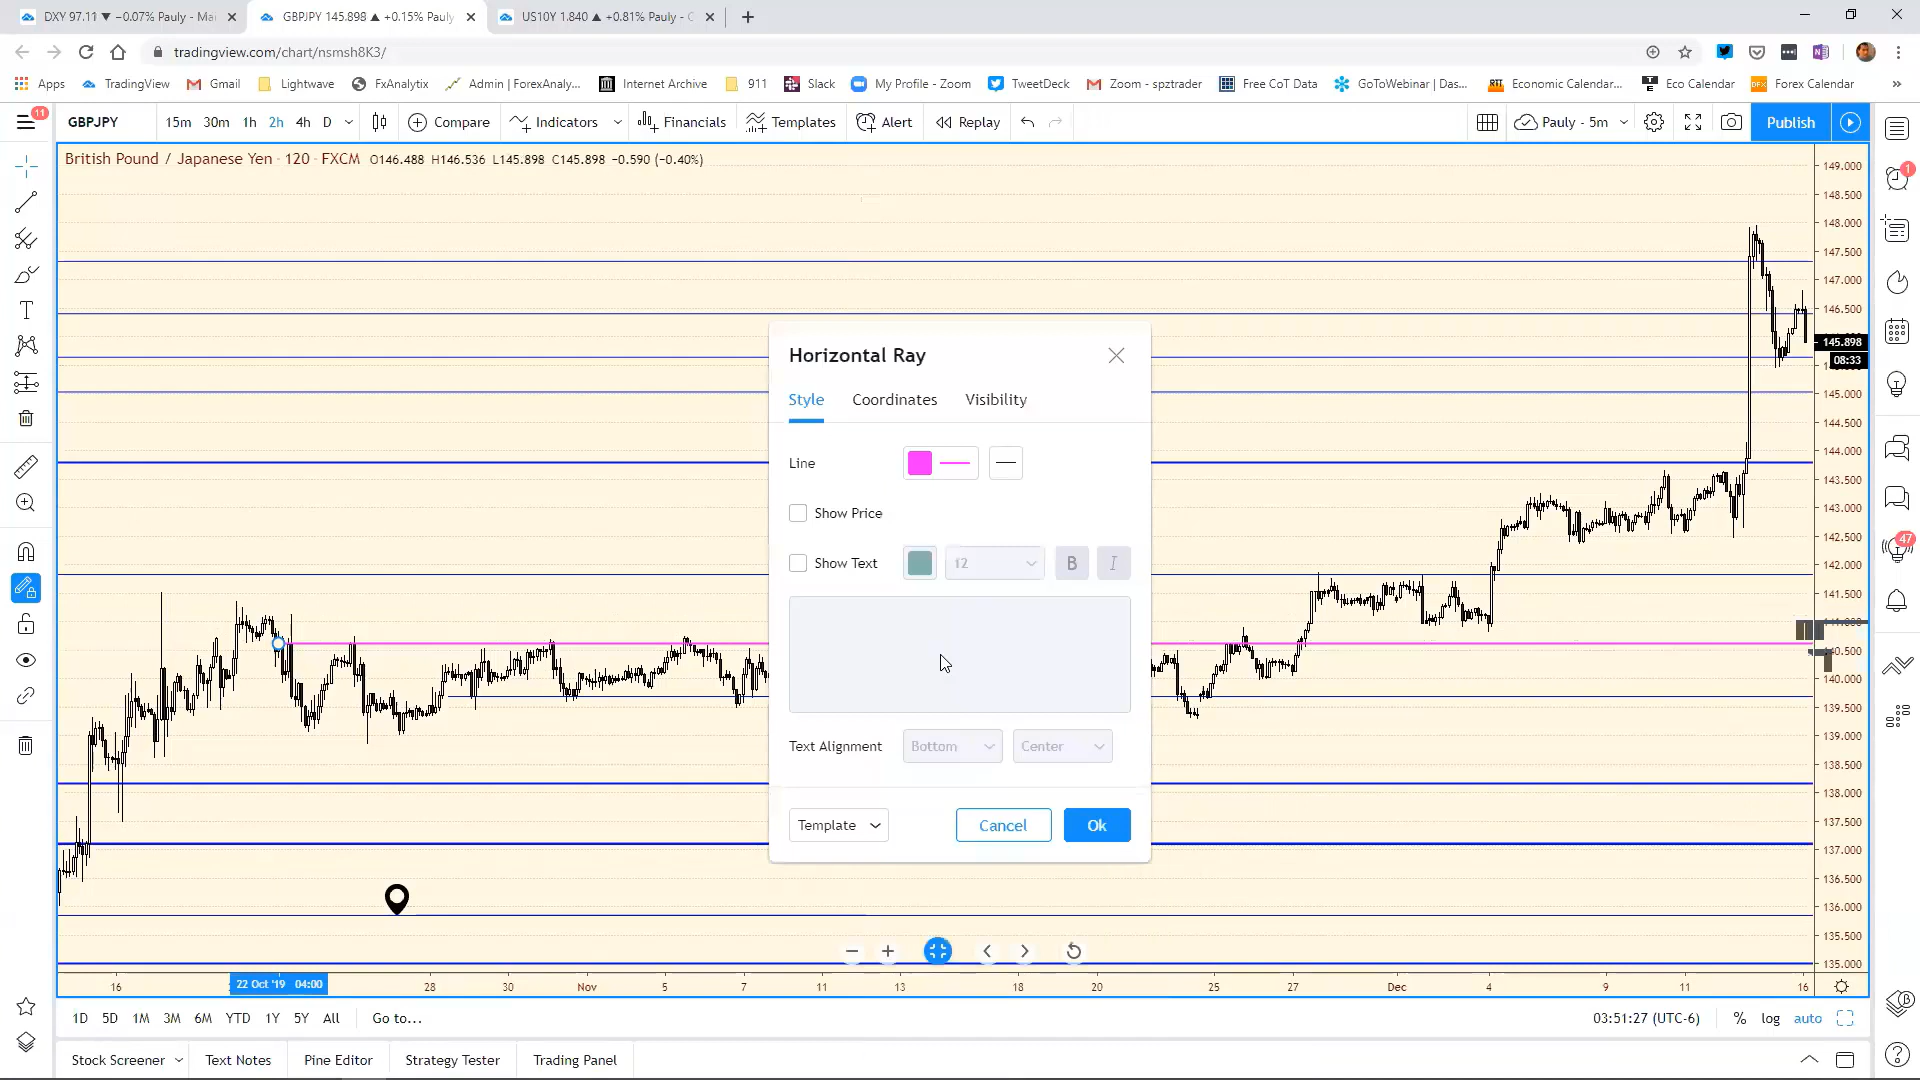 DXY 97.11 ▼ −0.07% Pauly - Mai
GBPJPY 145.898 ▲ +0.15% Pauly
US10Y 1.840 ▲ +0.81% Pauly - C
tradingview.com/chart/nsmsh8K3/
Apps TradingView Gmail Lightwave FxAnalytix Admin | ForexAnaly... Internet Archive 911 Slack My Profile - Zoom TweetDeck Zoom - spztrader Free CoT Data GoToWebinar | Das... Economic Calendar... Eco Calendar Forex Calendar »
11 GBPJPY 15m 30m 1h 2h 4h D Compare Indicators Financials Templates Alert Replay Pauly - 5m Publish
British Pound / Japanese Yen · 120 · FXCM O146.488 H146.536 L145.898 C145.898 −0.590 (−0.40%)
149.000
148.500
148.000
147.500
147.000
146.500
145.898
08:33
145.000
144.500
144.000
143.500
143.000
142.500
142.000
141.500
140.500
140.000
139.500
139.000
138.500
138.000
137.500
137.000
136.500
136.000
135.500
135.000
1
47
Horizontal Ray
Style Coordinates Visibility
Line
Show Price
Show Text 12 B I
Text Alignment Bottom Center
Template Cancel Ok
16 22 Oct '19 04:00 28 30 Nov 5 7 11 13 18 20 25 27 Dec 4 9 11 16
1D 5D 1M 3M 6M YTD 1Y 5Y All Go to... 03:51:27 (UTC-6) % log auto
Stock Screener Text Notes Pine Editor Strategy Tester Trading Panel